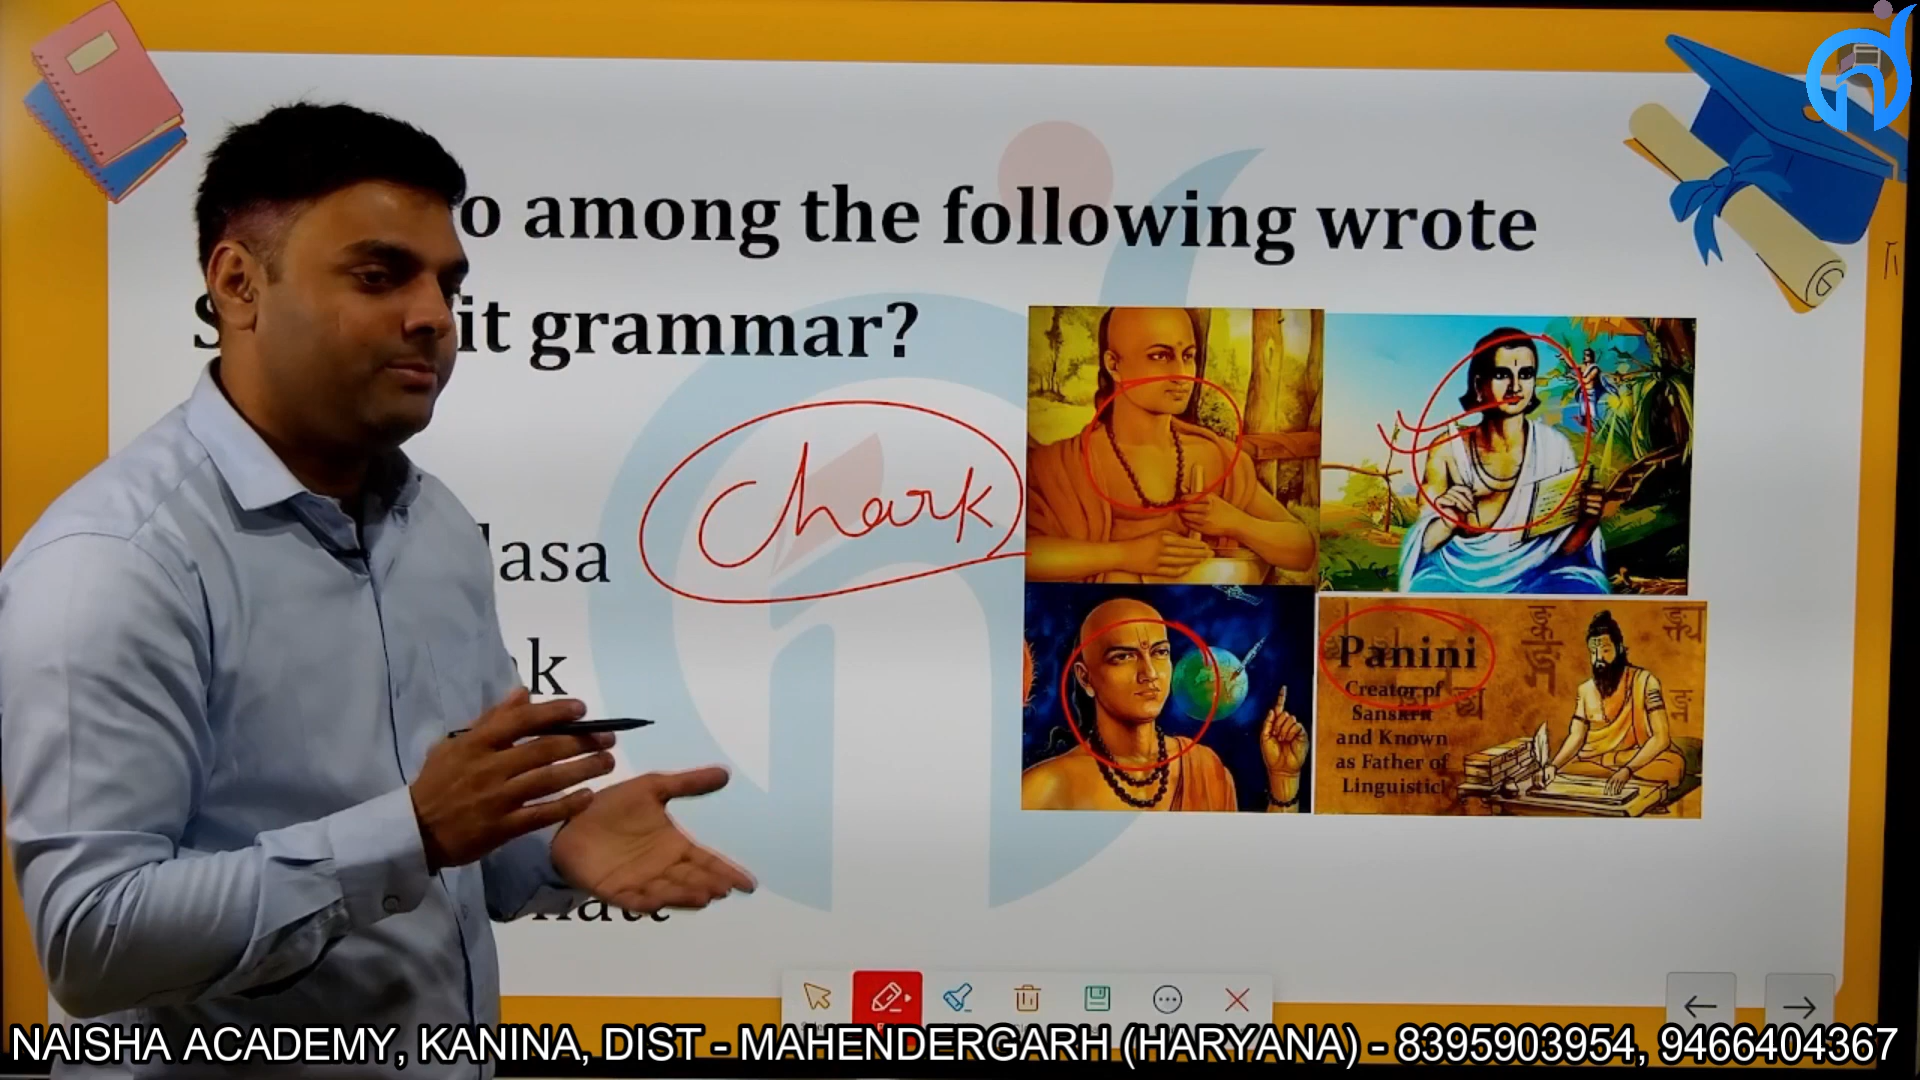 o among the following wrote
it grammar?
Chark
lasa
k
Panini
Creator of
Sanskrit
and Known
as Father of
Linguistic
NAISHA ACADEMY, KANINA, DIST - MAHENDERGARH (HARYANA) - 8395903954, 9466404367